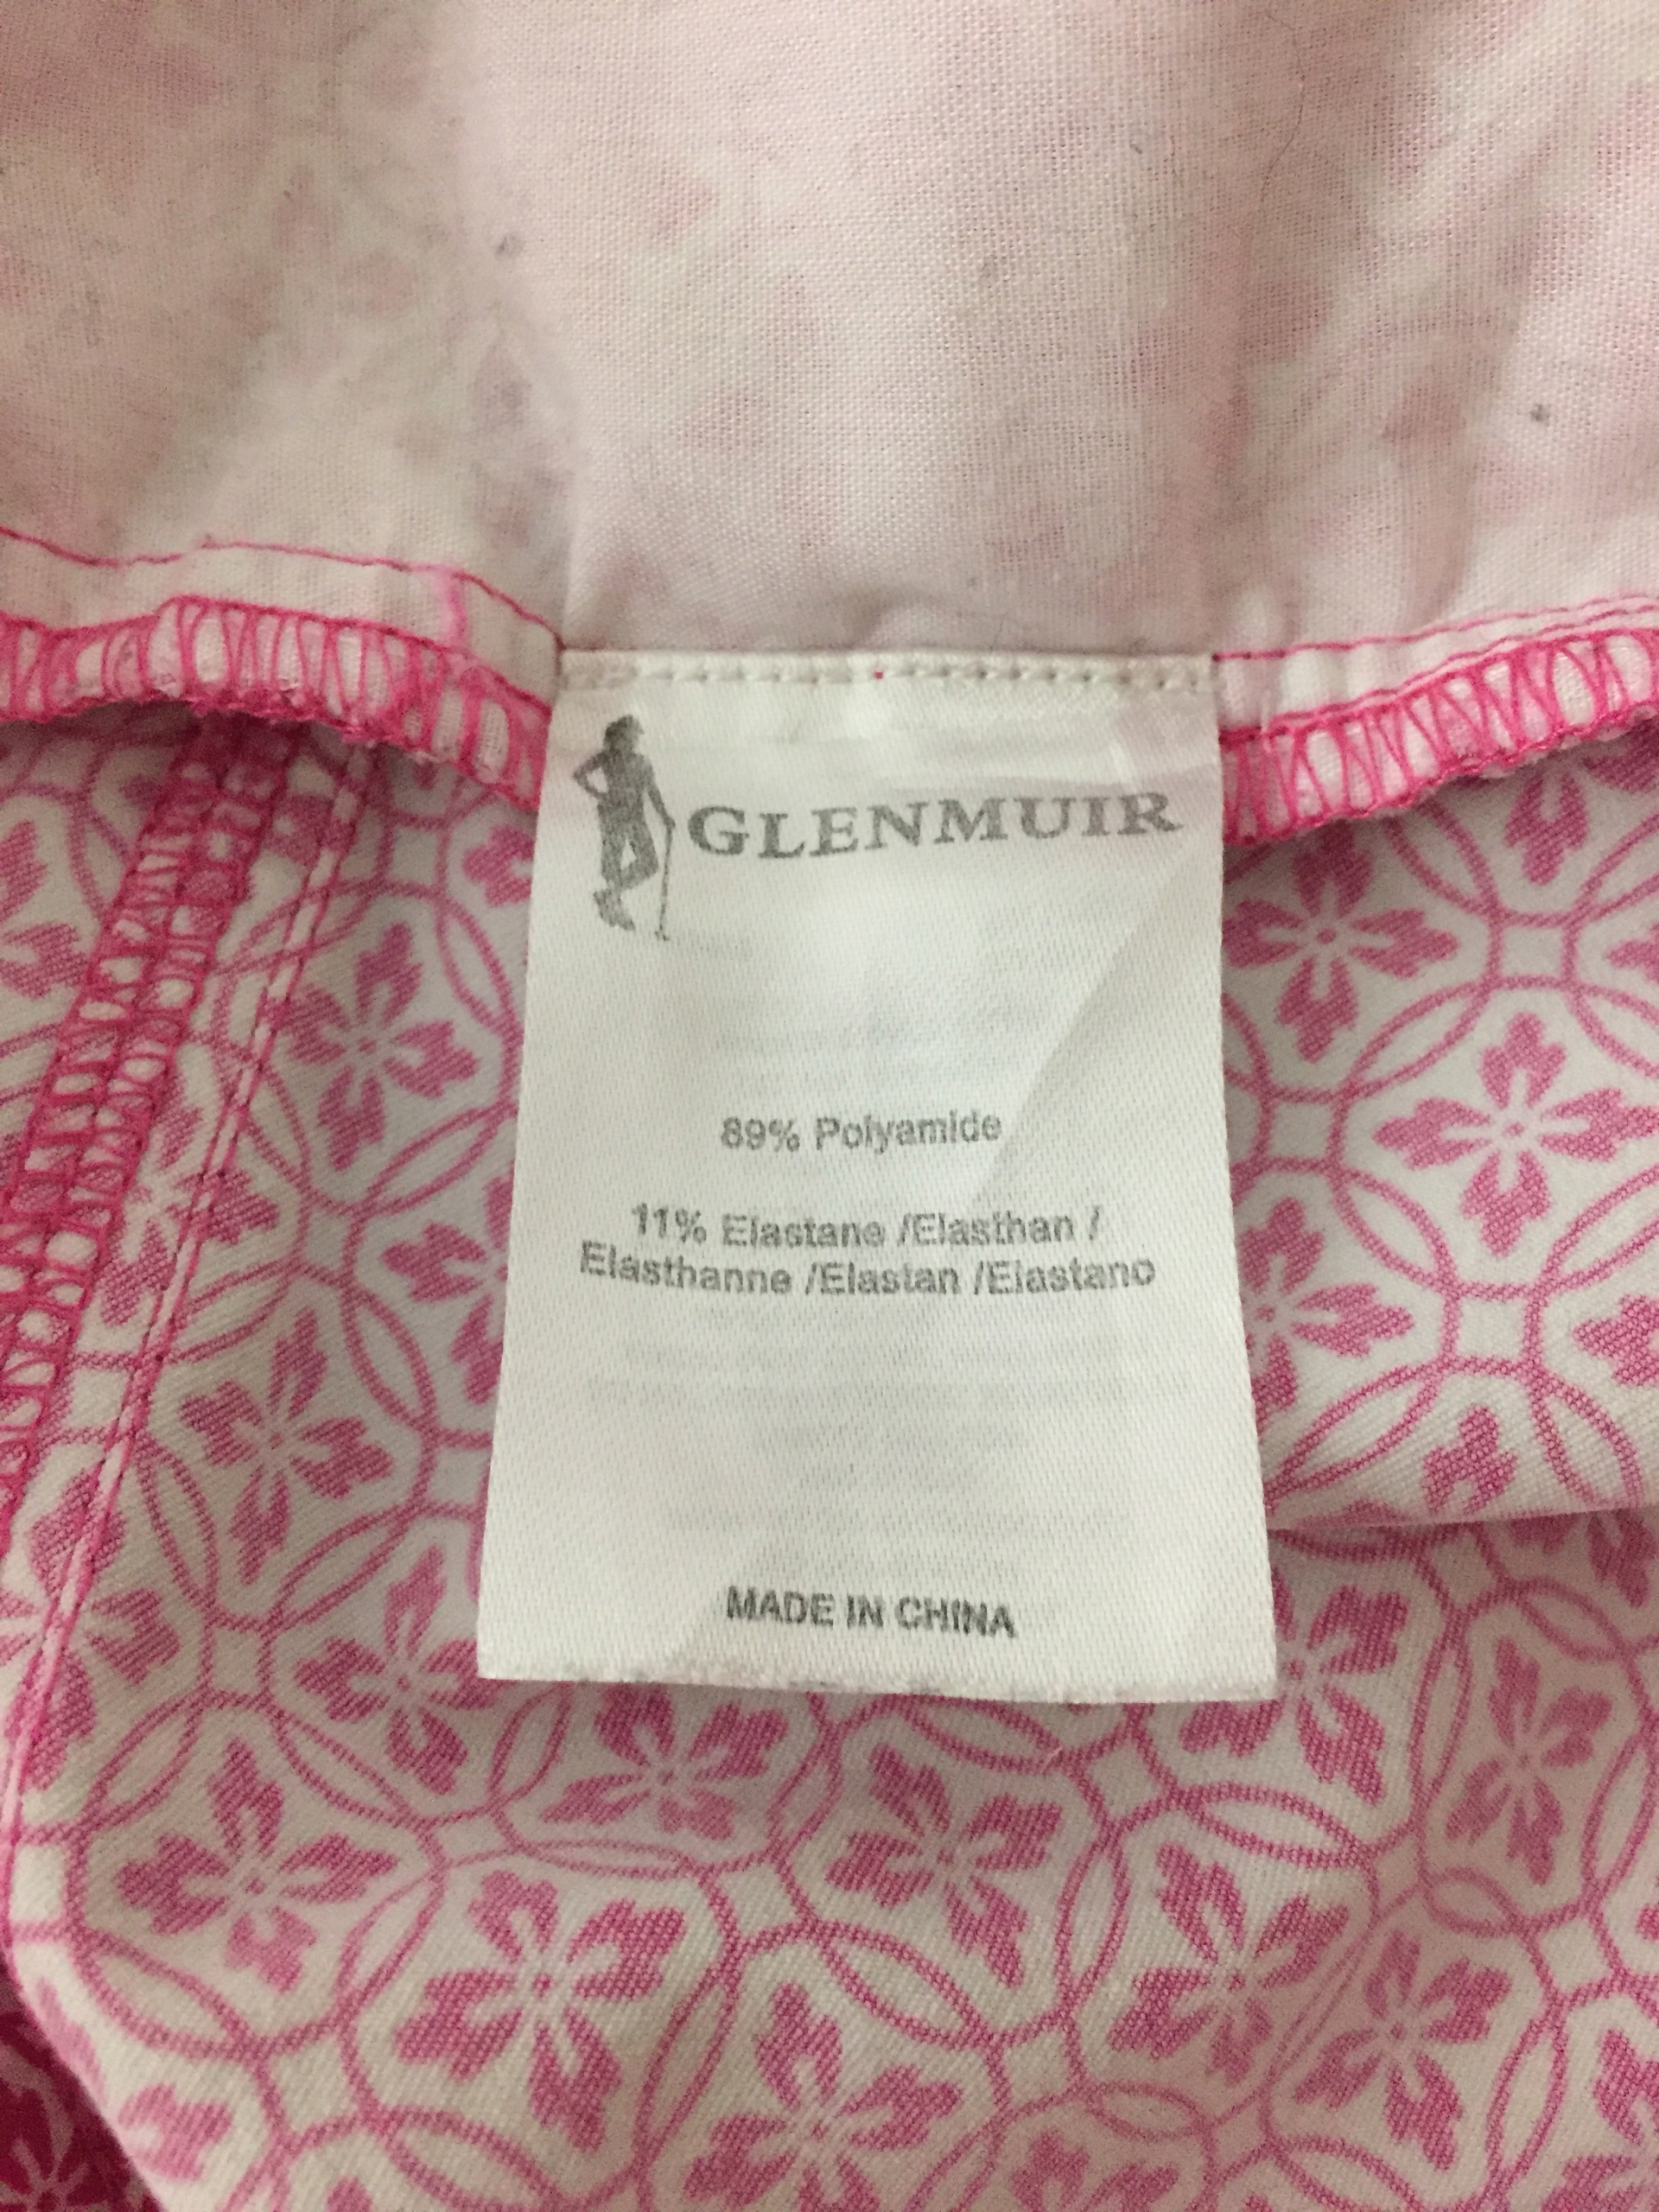 GLENMUIR
89% Polyamide
11% Elastane /Elasthan /
Elasthanne /Elastan /Elastano
MADE IN CHINA